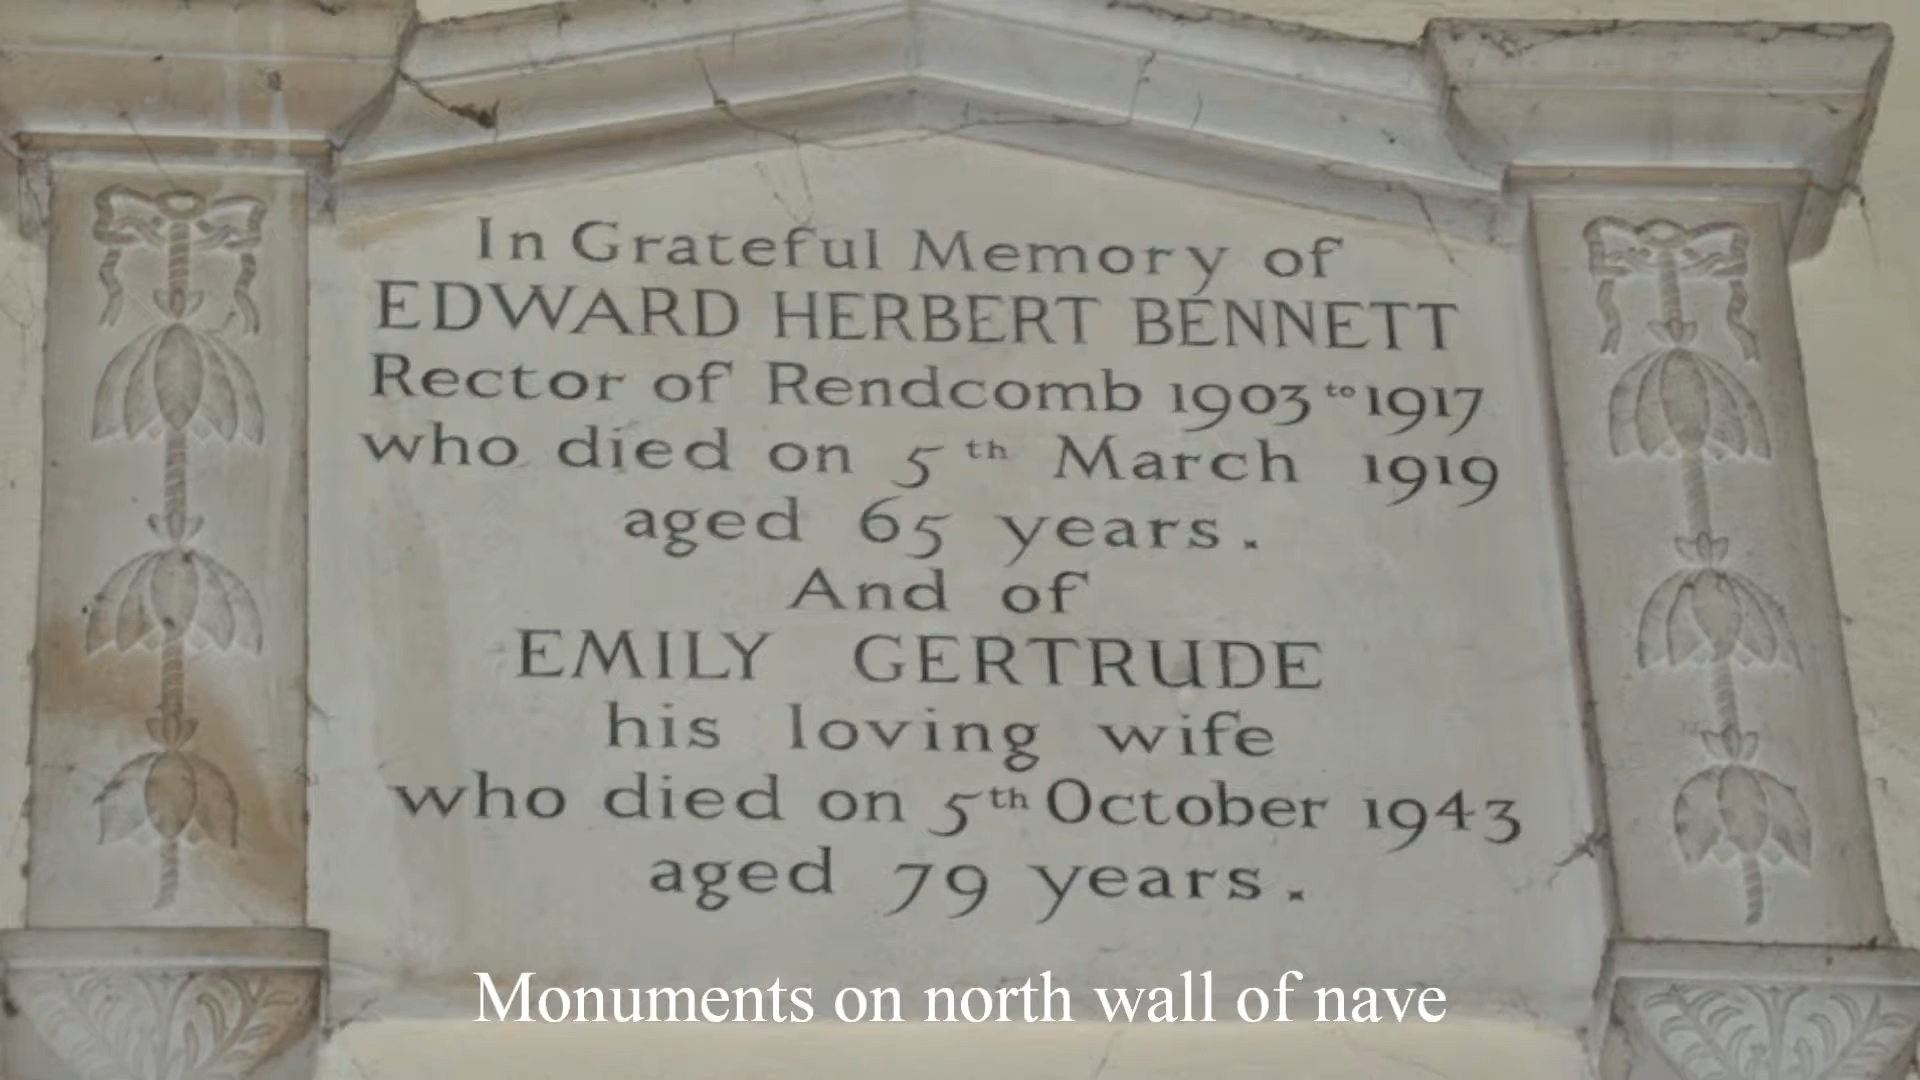 In Grateful Memory of
EDWARD HERBERT BENNETT
Rector of Rendcomb 1903 to 1917
who died on 5th March 1919
aged 65 years.
And of
EMILY GERTRUDE
his loving wife
who died on 5th October 1943
aged 79 years.
Monuments on north wall of nave